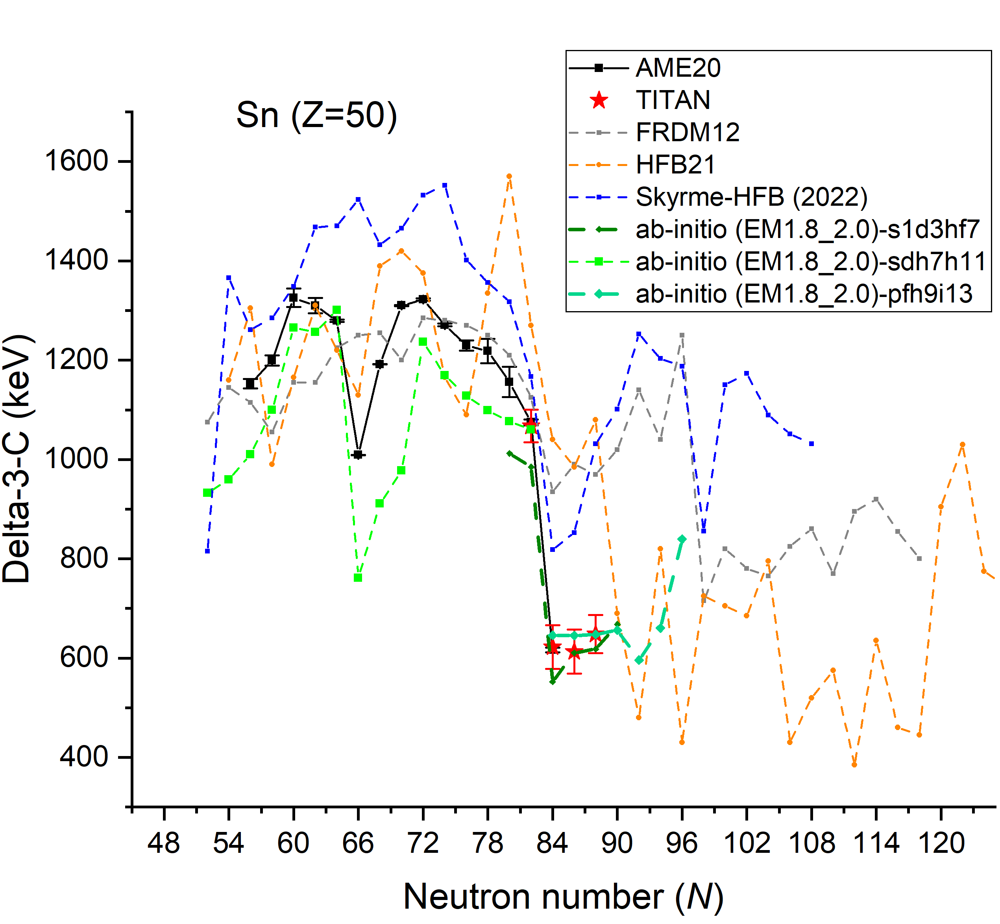 AME20
TITAN
FRDM12
HFB21
Skyrme-HFB (2022)
ab-initio (EM1.8_2.0)-s1d3hf7
ab-initio (EM1.8_2.0)-sdh7h11
ab-initio (EM1.8_2.0)-pfh9i13
Sn (Z=50)
Delta-3-C (keV)
1600
1400
1200
1000
800
600
400
48 54 60 66 72 78 84 90 96 102 108 114 120
Neutron number (N)